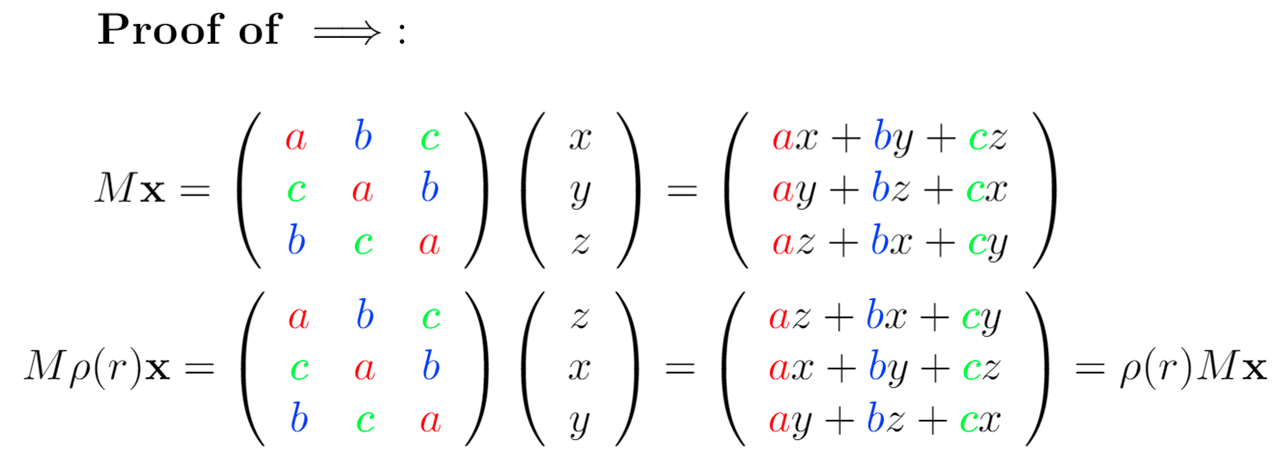 Proof of ⟹ :
a b c x ax + by + cz
Mx = c a b y = ay + bz + cx
b c a z az + bx + cy
a b c z az + bx + cy
Mρ(r)x = c a b x = ax + by + cz = ρ(r)Mx
b c a y ay + bz + cx